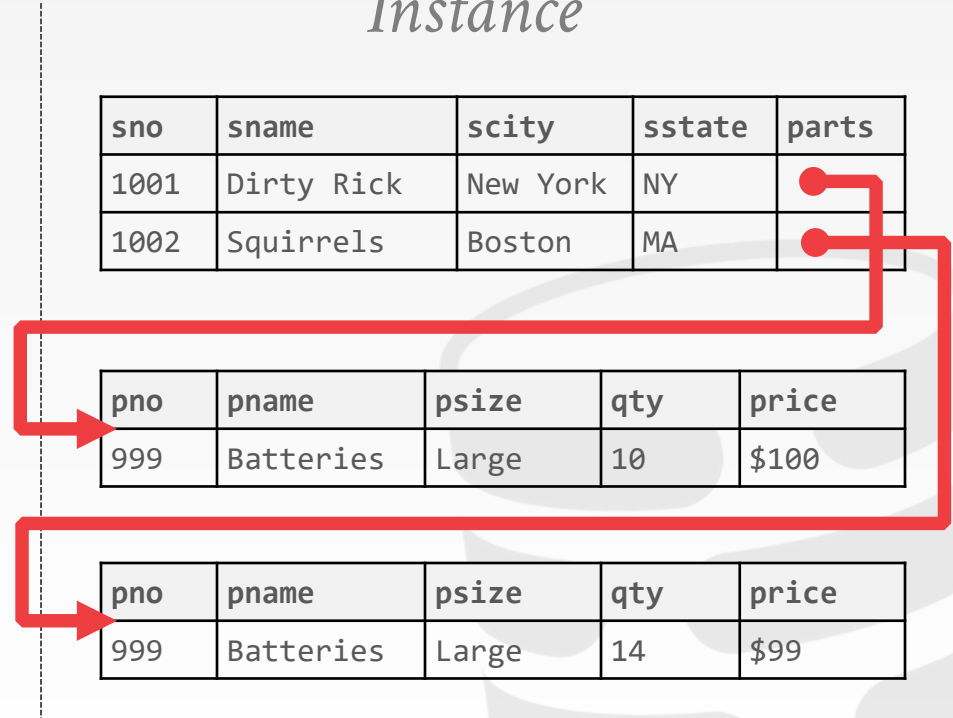 Instance
sno sname scity sstate parts
1001 Dirty Rick New York NY
1002 Squirrels Boston MA
pno pname psize qty price
999 Batteries Large 10 $100
pno pname psize qty price
999 Batteries Large 14 $99